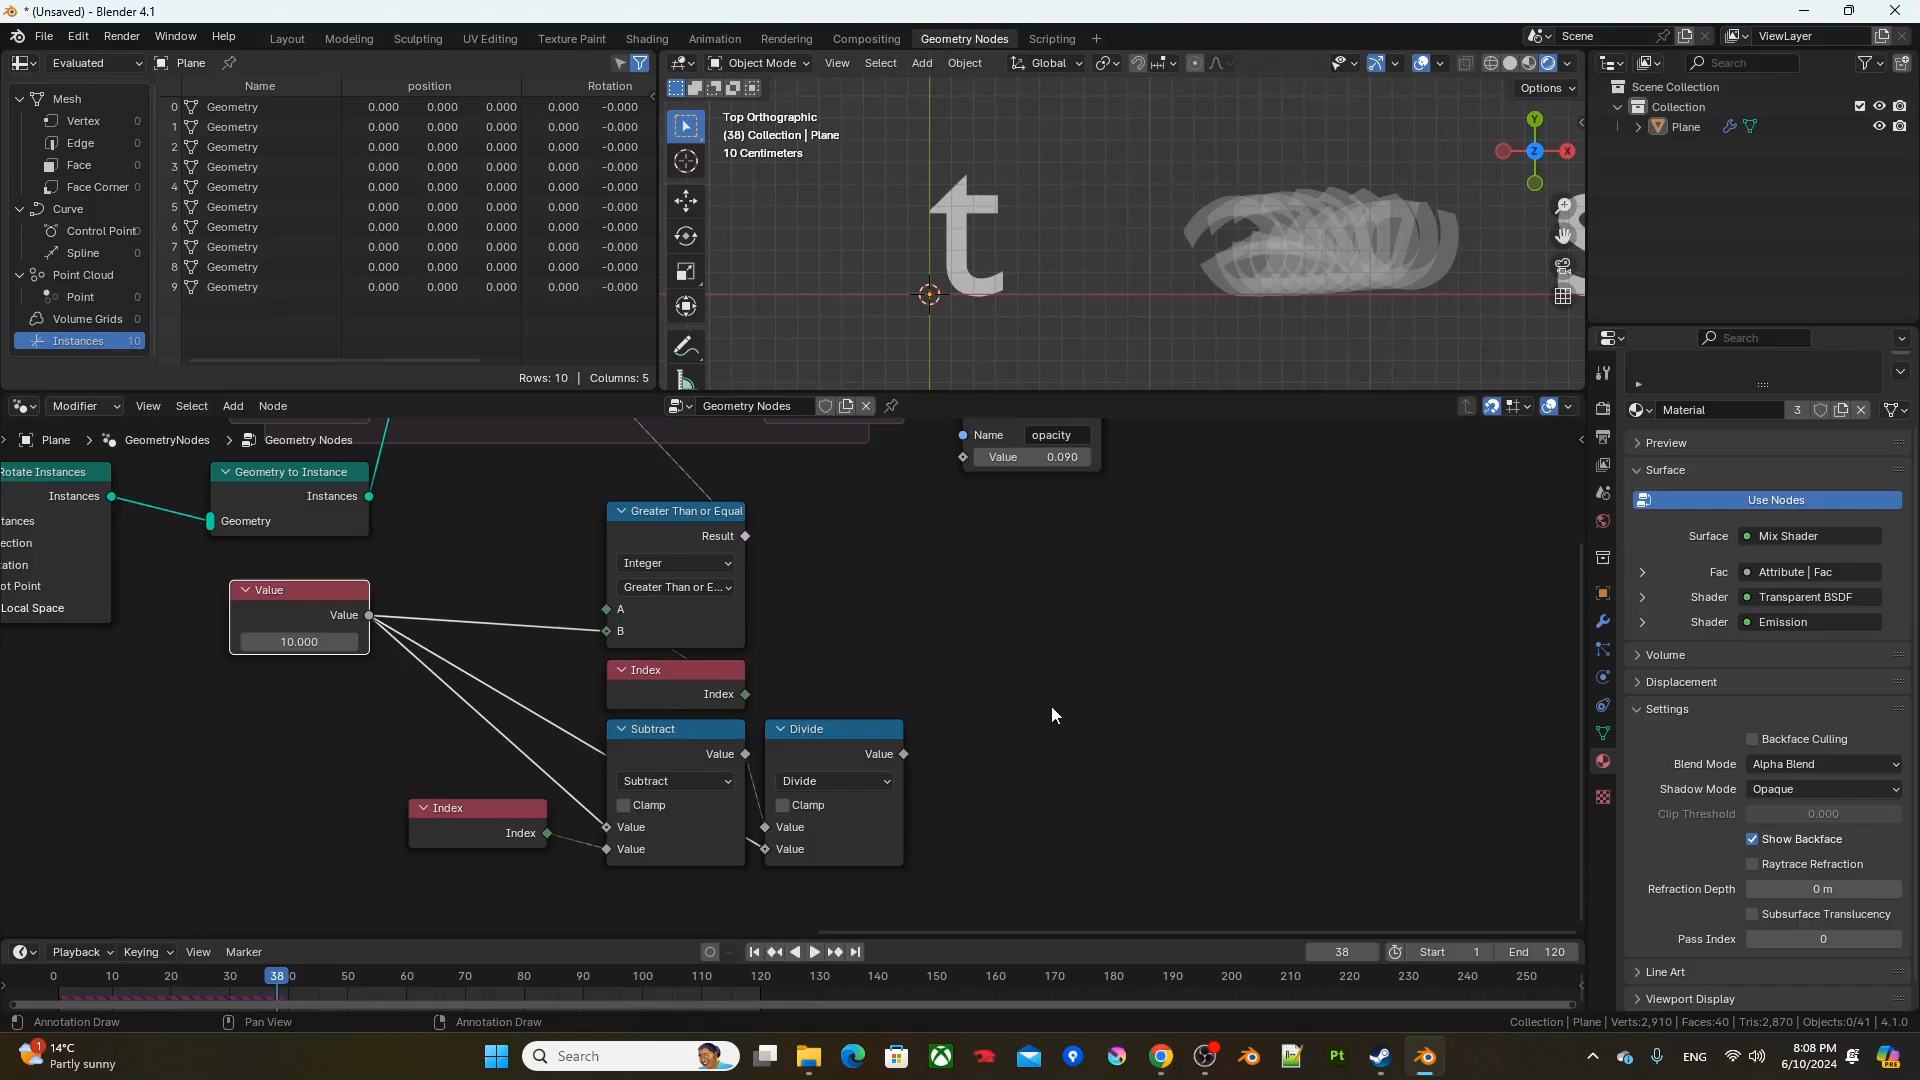 * (Unsaved) - Blender 4.1
File Edit Render Window Help
Layout Modeling Sculpting UV Editing Texture Paint Shading Animation Rendering Compositing Geometry Nodes Scripting +
Scene ViewLayer
Evaluated Plane
Object Mode View Select Add Object Global
Search
Name position Rotation
Options
Scene Collection
Collection
Plane
Mesh
Vertex 0
Edge 0
Face 0
Face Corner 0
Curve
Control Point 0
Spline 0
Point Cloud
Point 0
Volume Grids 0
Instances 10
0 Geometry 0.000 0.000 0.000 0.000 -0.000
1 Geometry 0.000 0.000 0.000 0.000 -0.000
2 Geometry 0.000 0.000 0.000 0.000 -0.000
3 Geometry 0.000 0.000 0.000 0.000 -0.000
4 Geometry 0.000 0.000 0.000 0.000 -0.000
5 Geometry 0.000 0.000 0.000 0.000 -0.000
6 Geometry 0.000 0.000 0.000 0.000 -0.000
7 Geometry 0.000 0.000 0.000 0.000 -0.000
8 Geometry 0.000 0.000 0.000 0.000 -0.000
9 Geometry 0.000 0.000 0.000 0.000 -0.000
Rows: 10 | Columns: 5
Top Orthographic
(38) Collection | Plane
10 Centimeters
Y
Z X
t
Modifier View Select Add Node
Geometry Nodes
Plane GeometryNodes Geometry Nodes
Name opacity
Value 0.090
Rotate Instances
Instances
tances
ection
ation
ot Point
Local Space
Geometry to Instance
Instances
Geometry
Value
Value
10.000
Greater Than or Equal
Result
Integer
Greater Than or E...
A
B
Index
Index
Subtract
Value
Subtract
Clamp
Value
Value
Divide
Value
Divide
Clamp
Value
Value
Index
Index
Search
Material 3
Preview
Surface
Use Nodes
Surface Mix Shader
Fac Attribute | Fac
Shader Transparent BSDF
Shader Emission
Volume
Displacement
Settings
Backface Culling
Blend Mode Alpha Blend
Shadow Mode Opaque
Clip Threshold 0.000
Show Backface
Raytrace Refraction
Refraction Depth 0 m
Subsurface Translucency
Pass Index 0
Line Art
Viewport Display
Playback Keying View Marker
38 Start 1 End 120
0 10 20 30 38 0 50 60 70 80 90 100 110 120 130 140 150 160 170 180 190 200 210 220 230 240 250
Annotation Draw Pan View Annotation Draw
Collection | Plane | Verts:2,910 | Faces:40 | Tris:2,870 | Objects:0/41 | 4.1.0
1
14°C
Partly sunny
Search
Pt
ENG
8:08 PM
6/10/2024
PRE